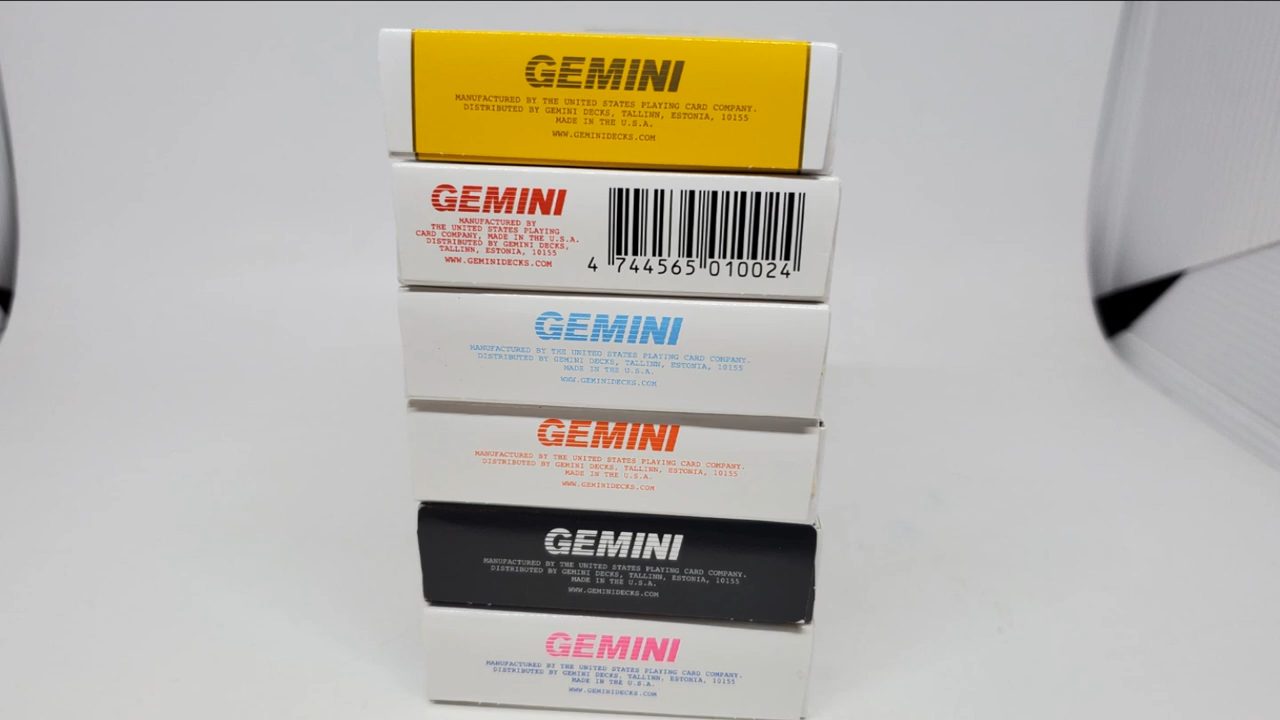 GEMINI
MANUFACTURED BY THE UNITED STATES PLAYING CARD COMPANY.
DISTRIBUTED BY GEMINI DECKS, TALLINN, ESTONIA, 10155
MADE IN THE U.S.A.
WWW.GEMINIDECKS.COM
GEMINI
MANUFACTURED BY
THE UNITED STATES PLAYING
CARD COMPANY, MADE IN THE U.S.A.
DISTRIBUTED BY GEMINI DECKS,
TALLINN, ESTONIA, 10155
WWW.GEMINIDECKS.COM
4 744565 010024
GEMINI
MANUFACTURED BY THE UNITED STATES PLAYING CARD COMPANY.
DISTRIBUTED BY GEMINI DECKS, TALLINN, ESTONIA, 10155
MADE IN THE U.S.A.
WWW.GEMINIDECKS.COM
GEMINI
MANUFACTURED BY THE UNITED STATES PLAYING CARD COMPANY.
DISTRIBUTED BY GEMINI DECKS, TALLINN, ESTONIA, 10155
MADE IN THE U.S.A.
WWW.GEMINIDECKS.COM
GEMINI
MANUFACTURED BY THE UNITED STATES PLAYING CARD COMPANY.
DISTRIBUTED BY GEMINI DECKS, TALLINN, ESTONIA, 10155
MADE IN THE U.S.A.
WWW.GEMINIDECKS.COM
GEMINI
MANUFACTURED BY THE UNITED STATES PLAYING CARD COMPANY.
DISTRIBUTED BY GEMINI DECKS, TALLINN, ESTONIA, 10155
MADE IN THE U.S.A.
WWW.GEMINIDECKS.COM